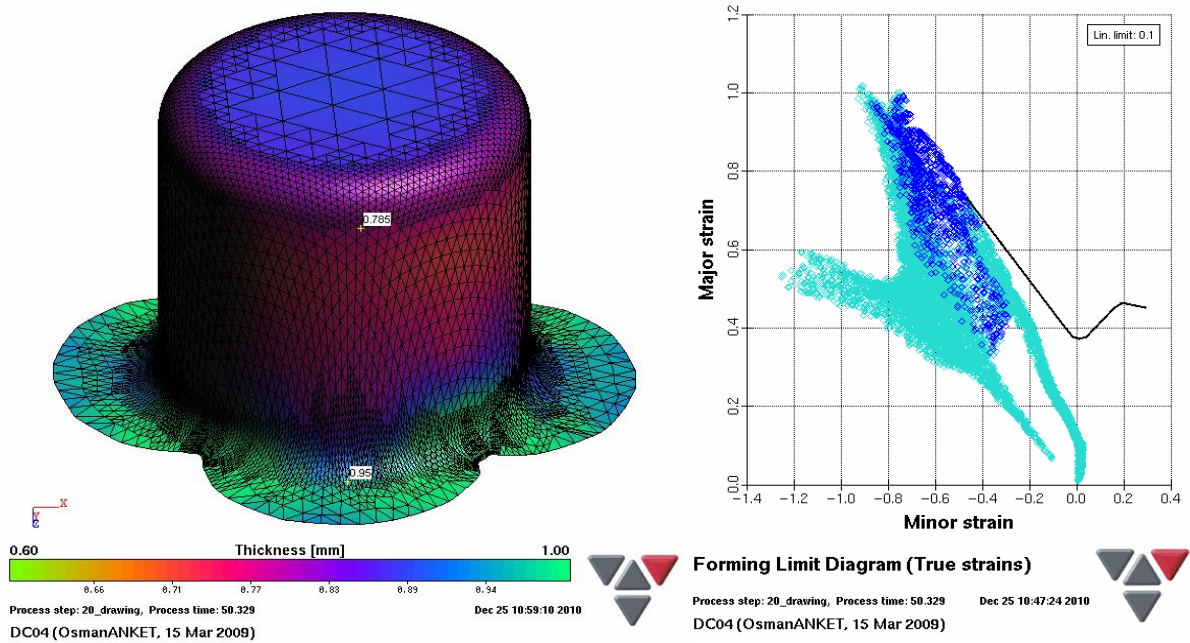 0.785
0.95
X
Y
Z
0.60 Thickness [mm] 1.00
0.66 0.71 0.77 0.83 0.89 0.94
Process step: 20_drawing, Process time: 50.329 Dec 25 10:59:10 2010
DC04 (OsmanANKET, 15 Mar 2009)
Lin. limit: 0.1
Major strain
1.2
1.0
0.8
0.6
0.4
0.2
0.0
−1.4 −1.2 −1.0 −0.8 −0.6 −0.4 −0.2 0.0 0.2 0.4
Minor strain
Forming Limit Diagram (True strains)
Process step: 20_drawing, Process time: 50.329 Dec 25 10:47:24 2010
DC04 (OsmanANKET, 15 Mar 2009)